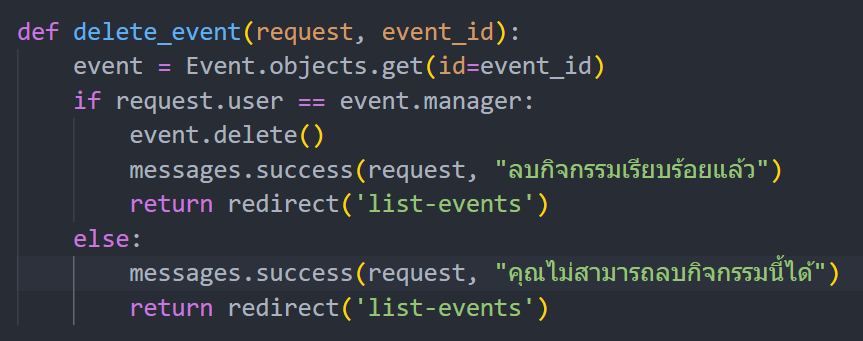 def delete_event(request, event_id):
    event = Event.objects.get(id=event_id)
    if request.user == event.manager:
        event.delete()
        messages.success(request, "ลบกิจกรรมเรียบร้อยแล้ว")
        return redirect('list-events')
    else:
        messages.success(request, "คุณไม่สามารถลบกิจกรรมนี้ได้")
        return redirect('list-events')